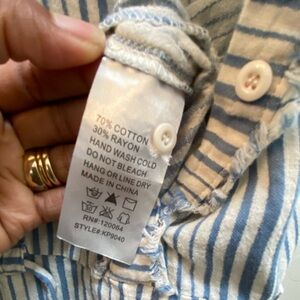 70% COTTON
30% RAYON
HAND WASH COLD
DO NOT BLEACH
HANG OR LINE DRY
MADE IN CHINA
RN#:120064
STYLE#:KP9040